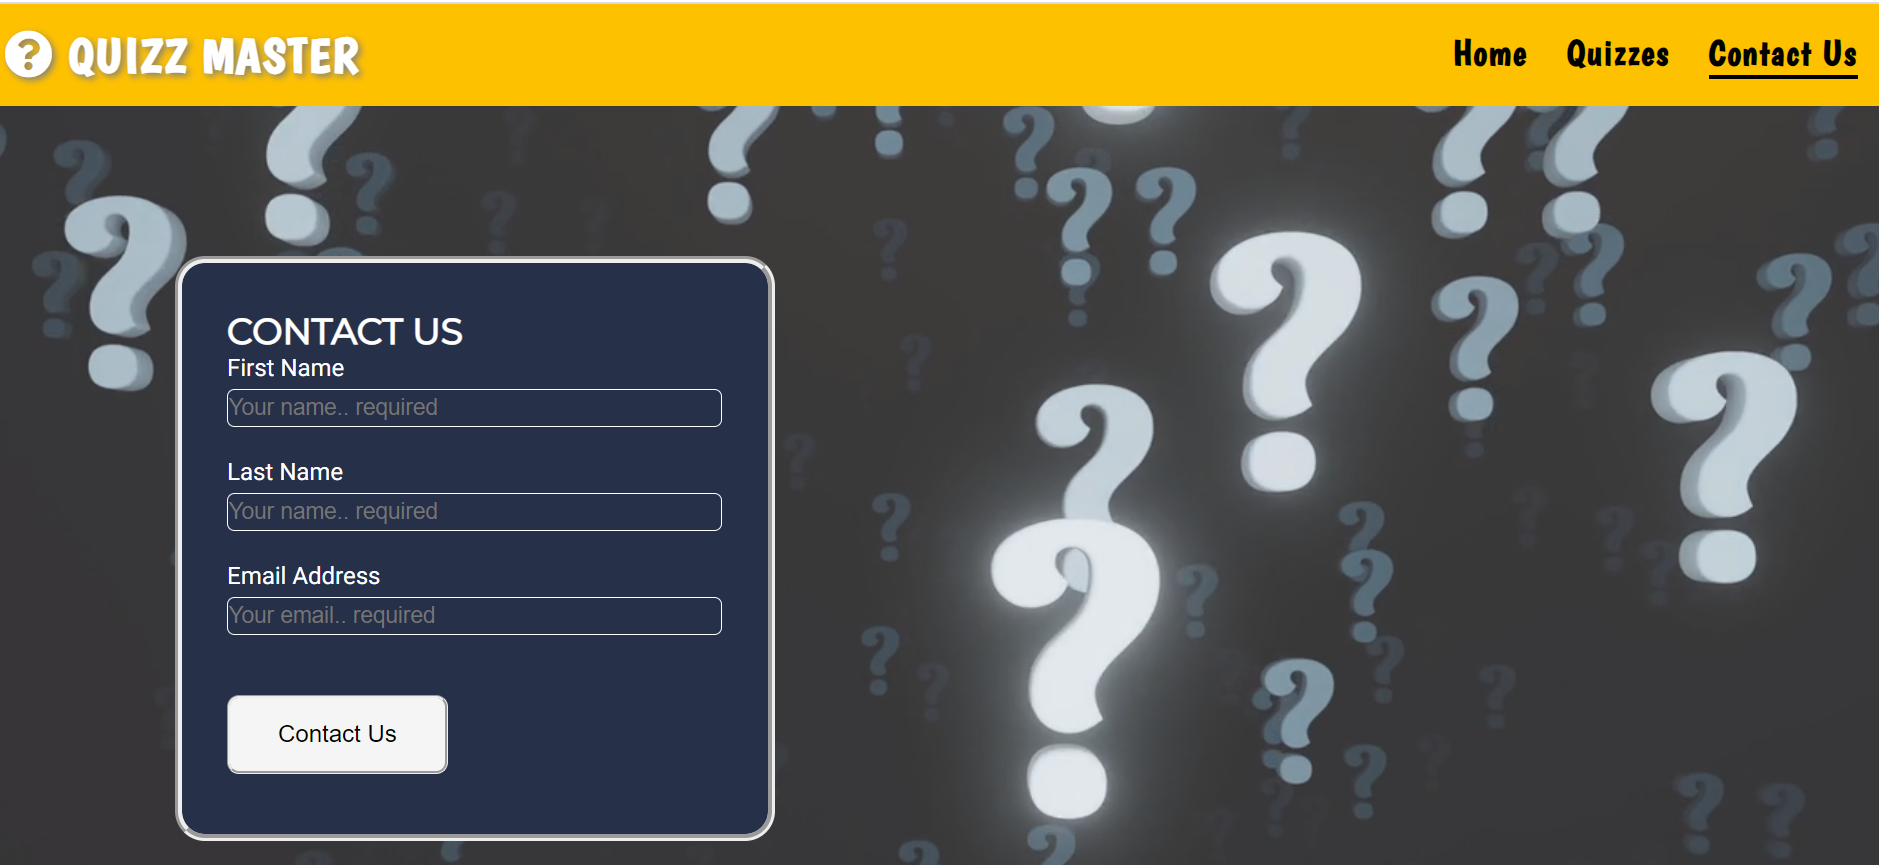 ? QUIZZ MASTER
Home Quizzes Contact Us
CONTACT US
First Name
Your name.. required
Last Name
Your name.. required
Email Address
Your email.. required
Contact Us